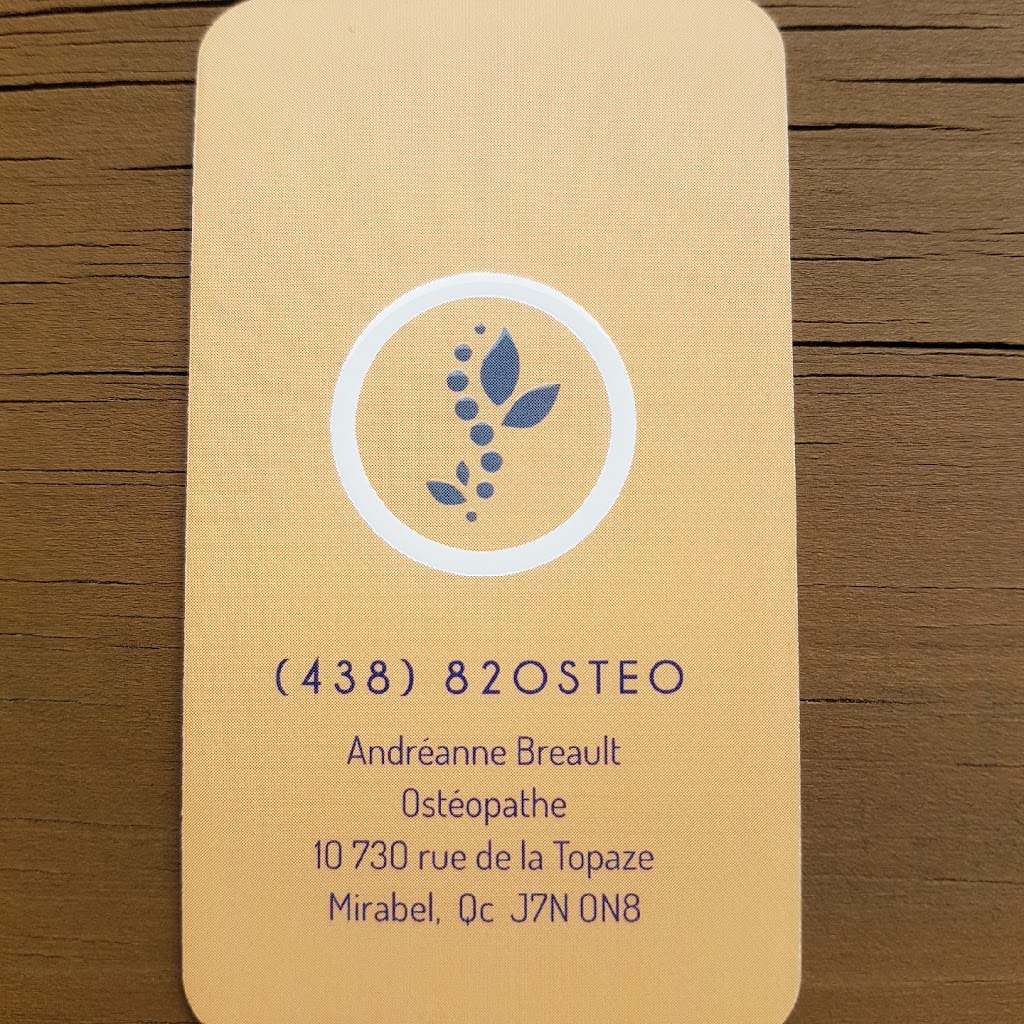 (438) 82OSTEO
Andréanne Breault
Ostéopathe
10 730 rue de la Topaze
Mirabel, Qc J7N 0N8